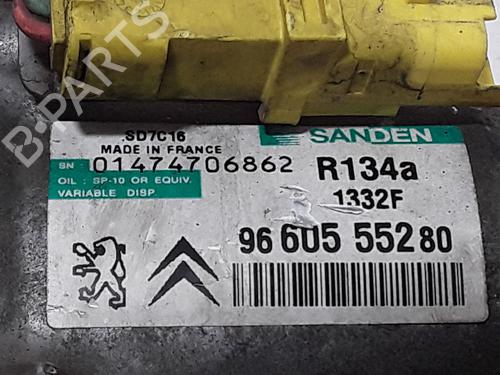 SD7C16
MADE IN FRANCE
SANDEN
SN: 01474706862
R134a
OIL: SP-10 OR EQUIV.
VARIABLE DISP.
1332F
96 605 552 80
B-PARTS